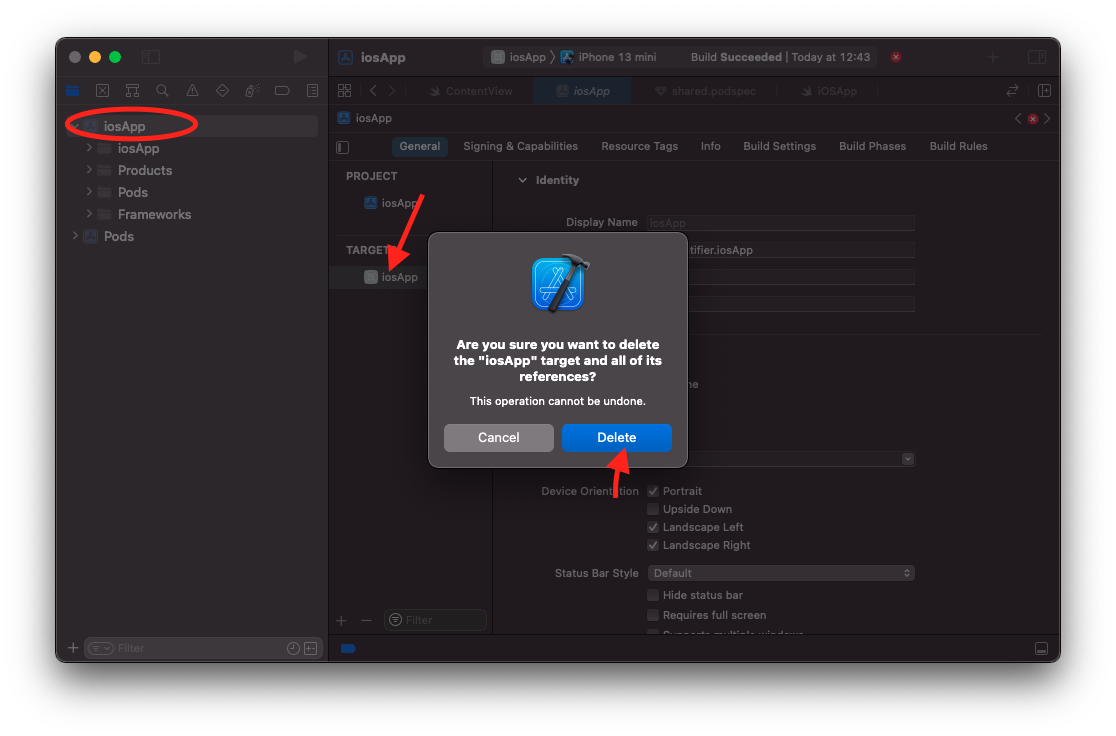 iosApp
iosApp
iPhone 13 mini
Build Succeeded | Today at 12:43
ContentView
iosApp
shared.podspec
iOSApp
iosApp
iosApp
iosApp
Products
Pods
Frameworks
Pods
General
Signing & Capabilities
Resource Tags
Info
Build Settings
Build Phases
Build Rules
PROJECT
iosApp
TARGET
iosApp
Identity
Display Name
iosApp
tifier.iosApp
ne
Are you sure you want to delete
the "iosApp" target and all of its
references?
This operation cannot be undone.
Cancel
Delete
Device Orientation
Portrait
Upside Down
Landscape Left
Landscape Right
Status Bar Style
Default
Hide status bar
Requires full screen
Supports multiple windows
Filter
Filter